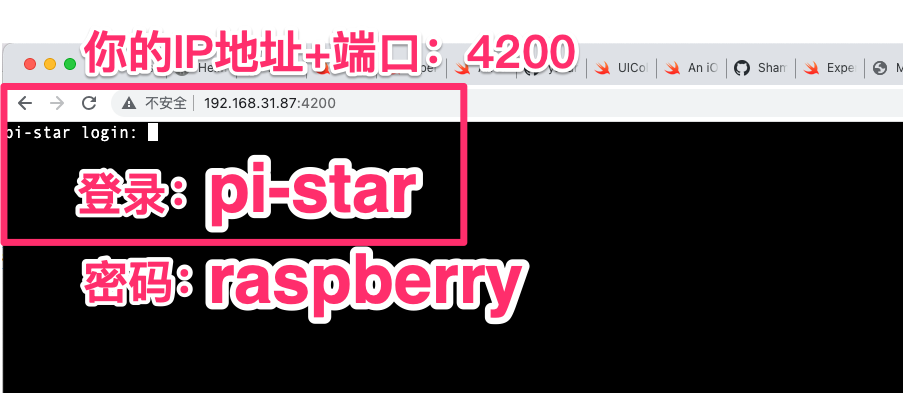 你的IP地址+端口：4200
UICol
An iO
Sham
Expe
不安全 192.168.31.87:4200
pi-star login:
登录：pi-star
密码：raspberry